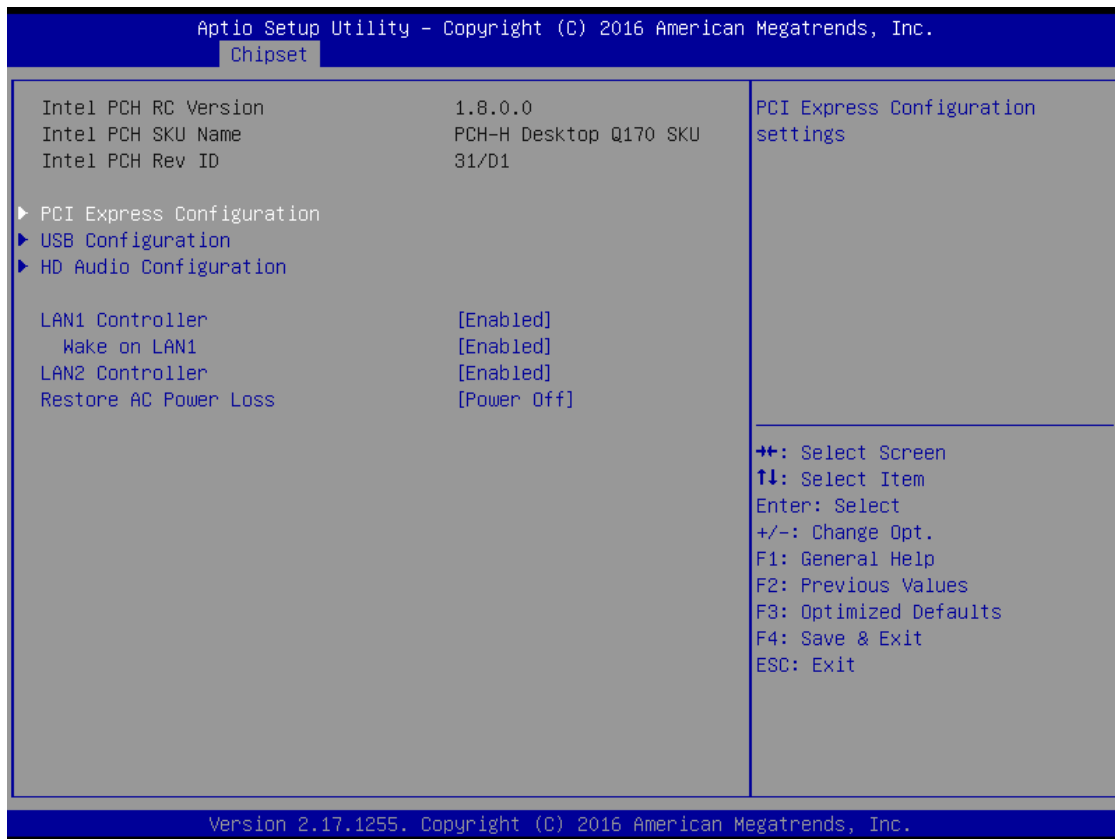 Aptio Setup Utility – Copyright (C) 2016 American Megatrends, Inc.
Chipset
Intel PCH RC Version 1.8.0.0
Intel PCH SKU Name PCH-H Desktop Q170 SKU
Intel PCH Rev ID 31/D1
▶ PCI Express Configuration
▶ USB Configuration
▶ HD Audio Configuration
LAN1 Controller [Enabled]
Wake on LAN1 [Enabled]
LAN2 Controller [Enabled]
Restore AC Power Loss [Power Off]
PCI Express Configuration
settings
→←: Select Screen
↑↓: Select Item
Enter: Select
+/-: Change Opt.
F1: General Help
F2: Previous Values
F3: Optimized Defaults
F4: Save & Exit
ESC: Exit
Version 2.17.1255. Copyright (C) 2016 American Megatrends, Inc.